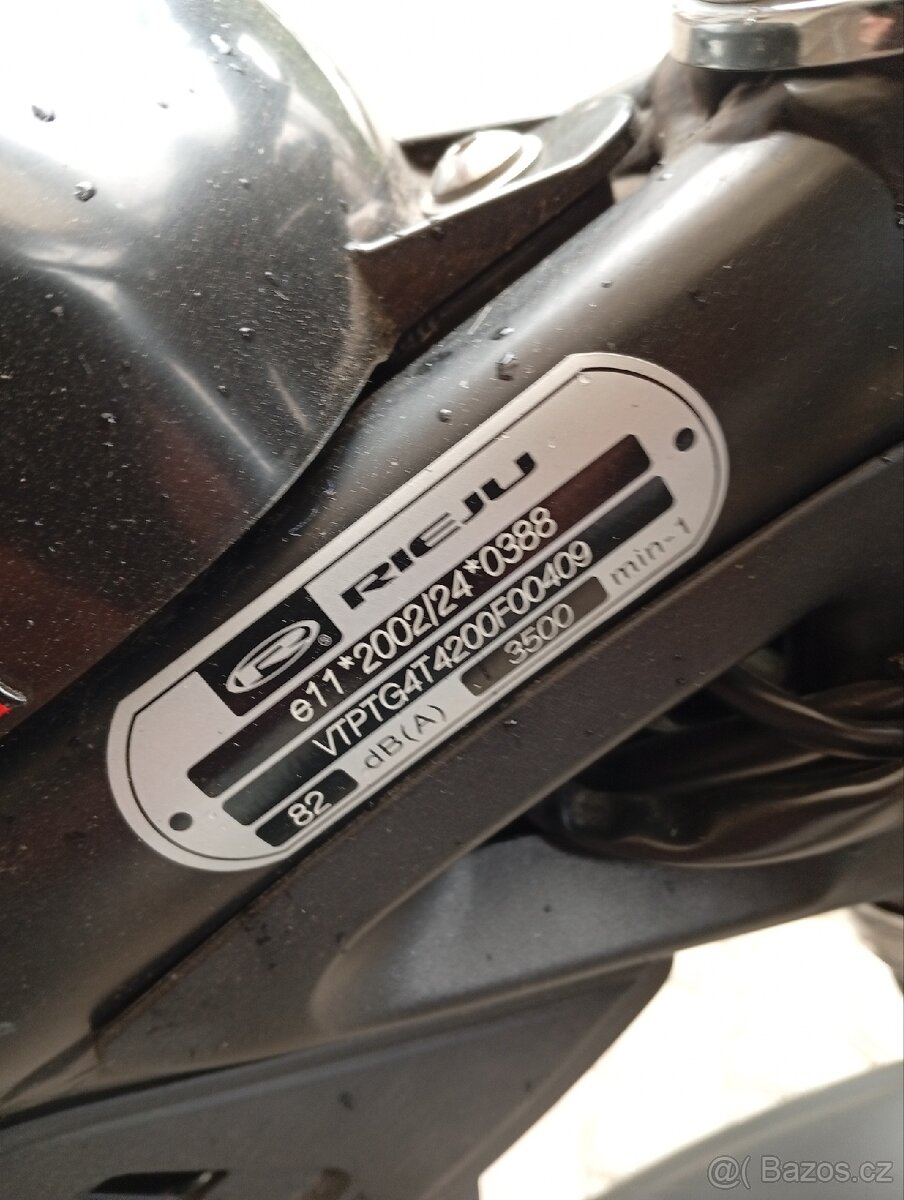 R® RIEJU
e11*2002/24*0388
VTPTG4T4200F00409
82 dB(A) 3500 min-1
@( Bazos.cz